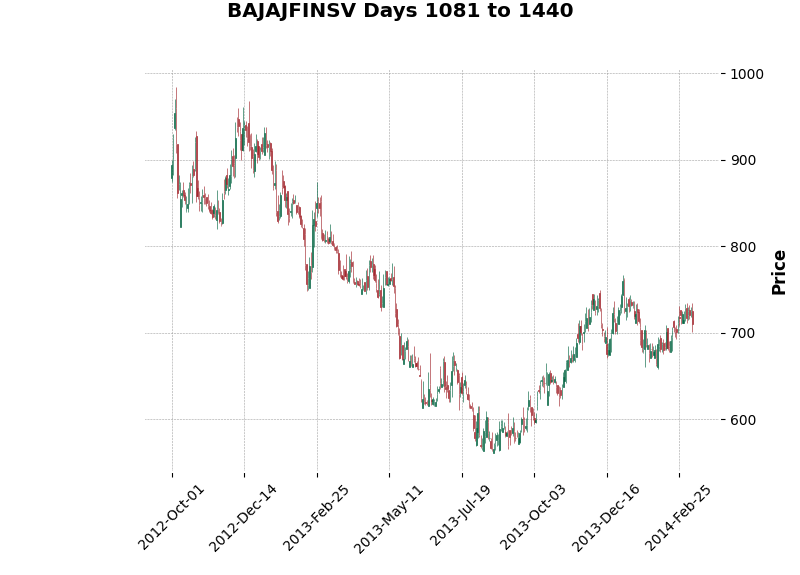 BAJAJFINSV Days 1081 to 1440
1000
900
800
700
600
Price
2012-Oct-01
2012-Dec-14
2013-Feb-25
2013-May-11
2013-Jul-19
2013-Oct-03
2013-Dec-16
2014-Feb-25